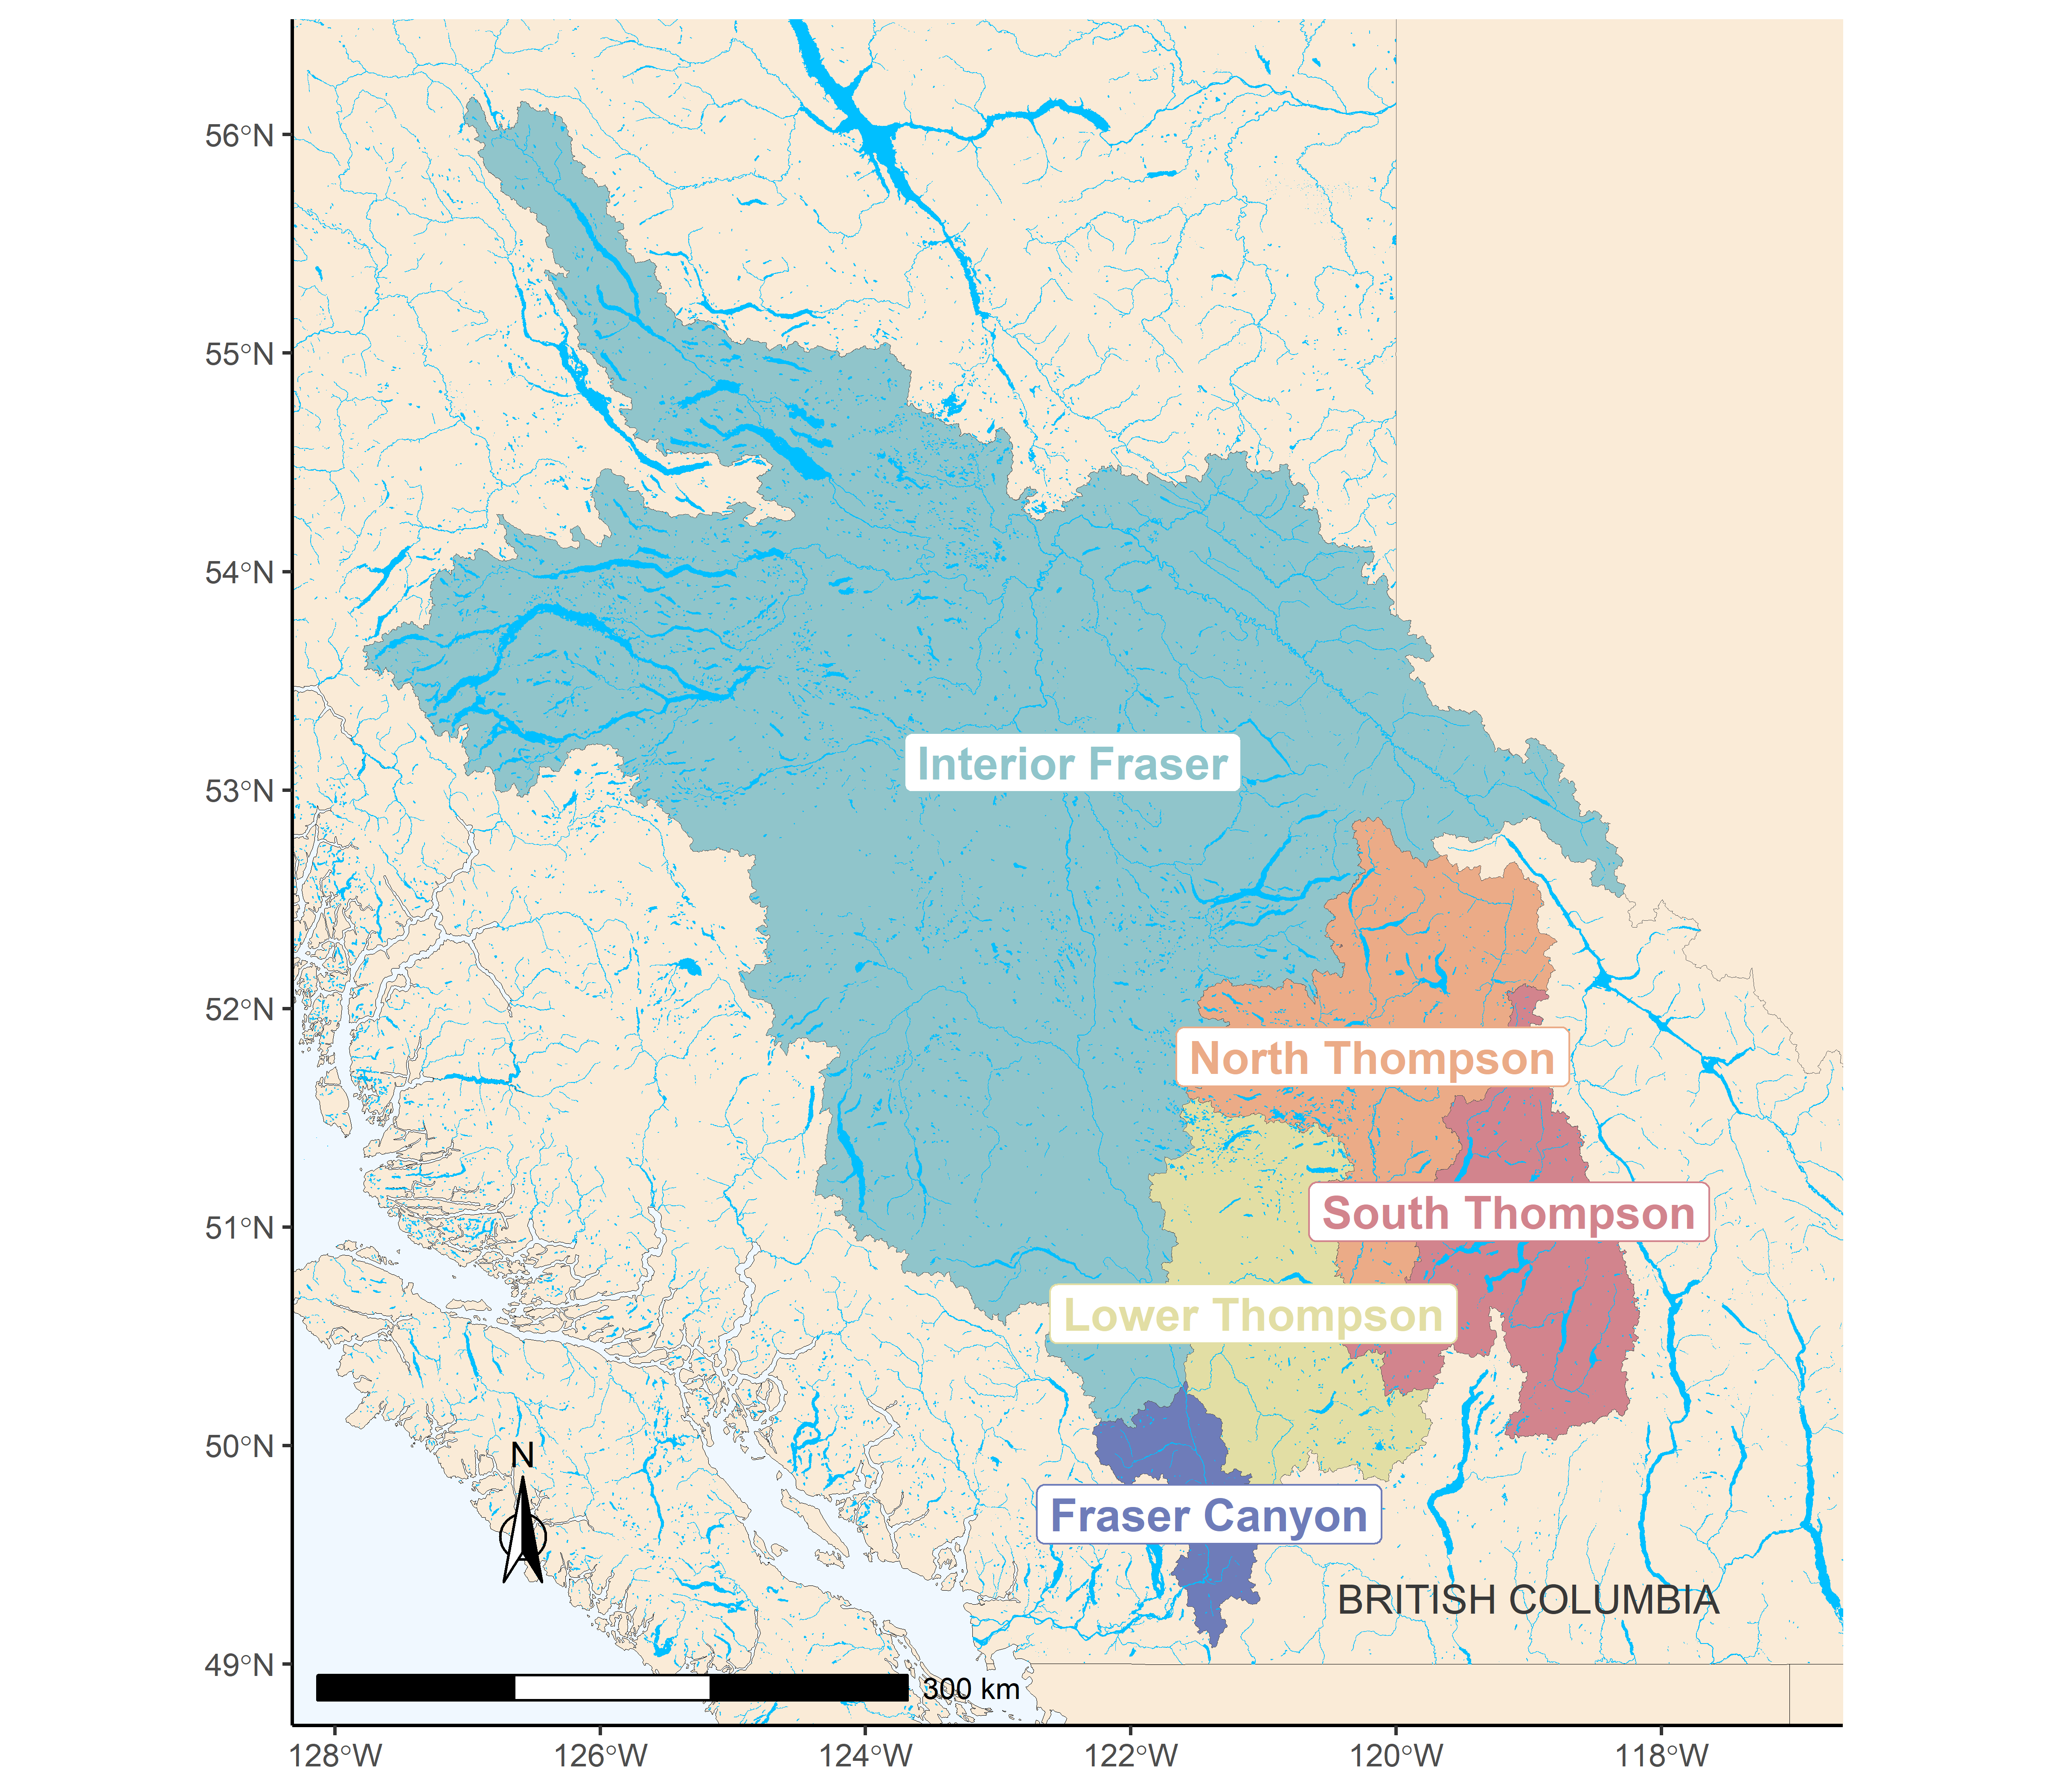 56°N
55°N
54°N
53°N
52°N
51°N
50°N
49°N
Interior Fraser
North Thompson
South Thompson
Lower Thompson
Fraser Canyon
BRITISH COLUMBIA
N
300 km
128°W
126°W
124°W
122°W
120°W
118°W